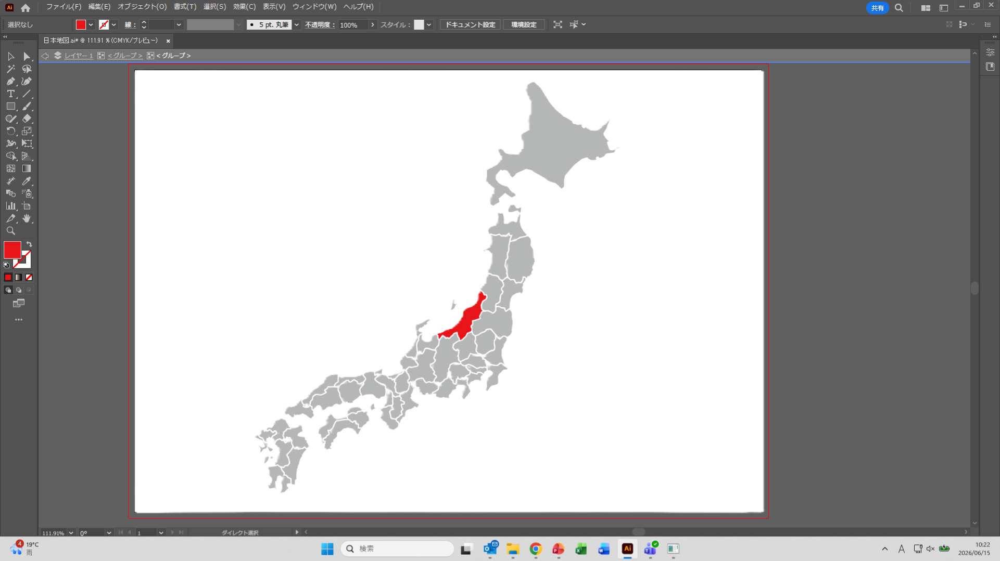 Ai ファイル(F) 編集(E) オブジェクト(O) 書式(T) 選択(S) 効果(C) 表示(V) ウィンドウ(W) ヘルプ(H) 共有
選択なし 線： 5 pt. 丸筆 不透明度： 100% スタイル： ドキュメント設定 環境設定
日本地図.ai* @ 111.91 % (CMYK/プレビュー) ×
レイヤー 1 <グループ> <グループ>
111.91% 0° 1 ダイレクト選択
4 19°C 検索 Ai A 10:22
雨 2026/06/15